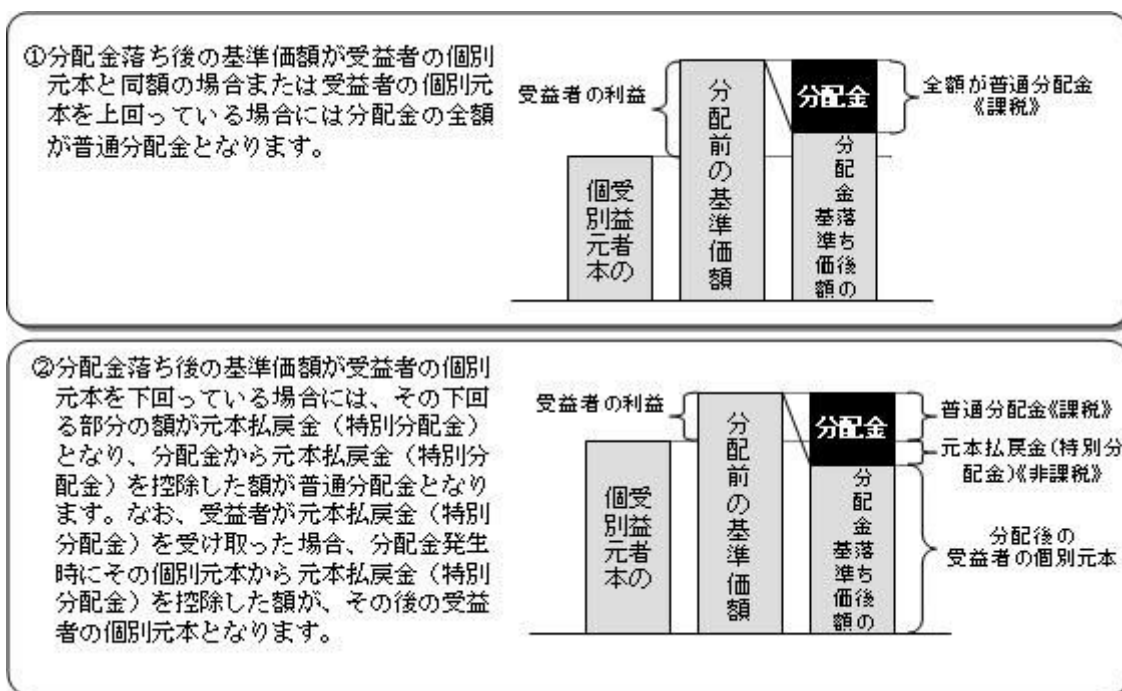 ①分配金落ち後の基準価額が受益者の個別
元本と同額の場合または受益者の個別元
本を上回っている場合には分配金の全額
が普通分配金となります。
受益者の利益
受益者の
個別元本
分配前の基準価額
分配金
分配金落ち後の
基準価額
全額が普通分配金
《課税》
②分配金落ち後の基準価額が受益者の個別
元本を下回っている場合には、その下回
る部分の額が元本払戻金（特別分配金）
となり、分配金から元本払戻金（特別分
配金）を控除した額が普通分配金となり
ます。なお、受益者が元本払戻金（特別
分配金）を受け取った場合、分配金発生
時にその個別元本から元本払戻金（特別
分配金）を控除した額が、その後の受益
者の個別元本となります。
受益者の利益
受益者の
個別元本
分配前の基準価額
分配金
分配金落ち後の
基準価額
普通分配金《課税》
元本払戻金(特別分
配金)《非課税》
分配後の
受益者の個別元本